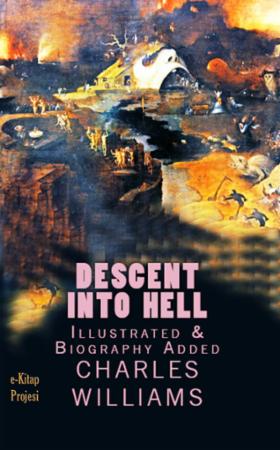 DESCENT
INTO HELL
ILLUSTRATED &
BIOGRAPHY ADDED
CHARLES
WILLIAMS
e-Kitap
Projesi